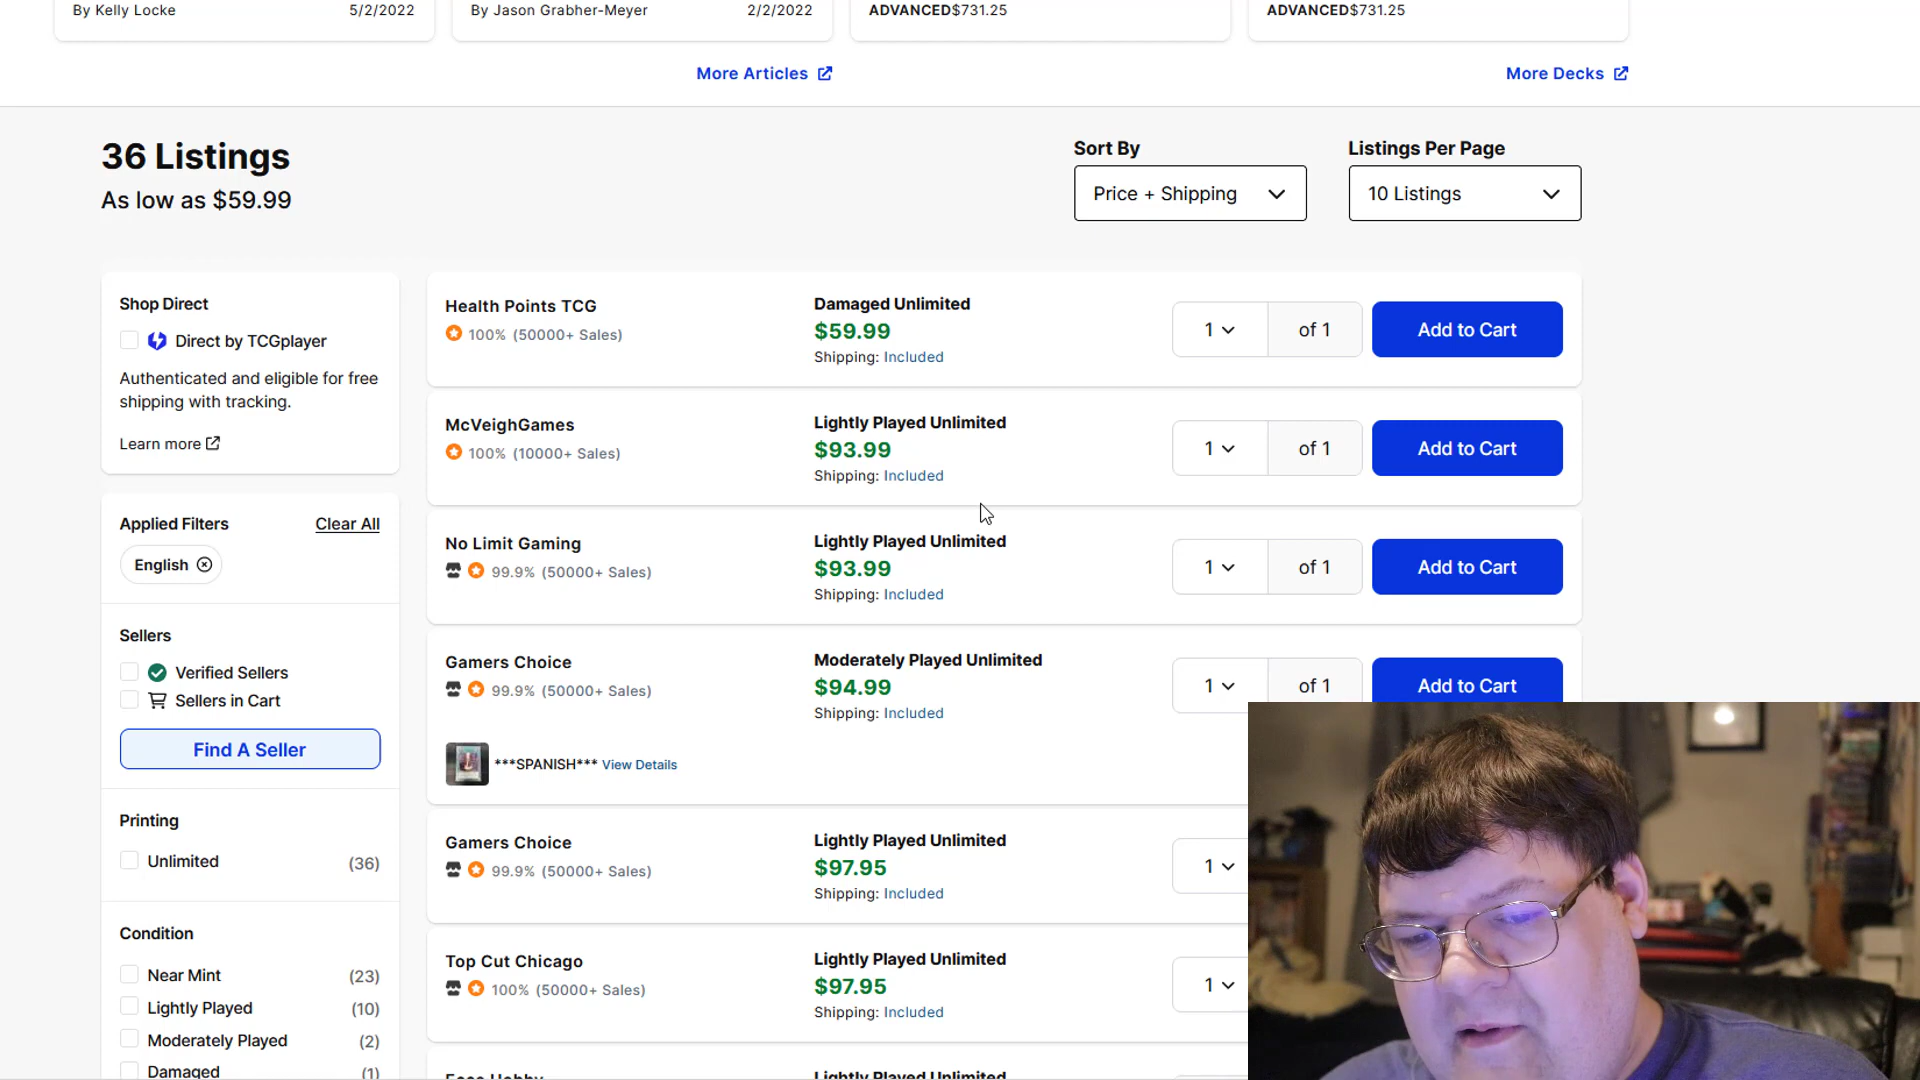 By Kelly Locke 5/2/2022
By Jason Grabher-Meyer 2/2/2022
ADVANCED$731.25
ADVANCED$731.25
More Articles
More Decks
36 Listings
As low as $59.99
Sort By
Price + Shipping
Listings Per Page
10 Listings
Shop Direct
Direct by TCGplayer
Authenticated and eligible for free
shipping with tracking.
Learn more
Applied Filters Clear All
English
Sellers
Verified Sellers
Sellers in Cart
Find A Seller
Printing
Unlimited (36)
Condition
Near Mint (23)
Lightly Played (10)
Moderately Played (2)
Damaged (1)
Health Points TCG
100% (50000+ Sales)
Damaged Unlimited
$59.99
Shipping: Included
1 of 1 Add to Cart
McVeighGames
100% (10000+ Sales)
Lightly Played Unlimited
$93.99
Shipping: Included
1 of 1 Add to Cart
No Limit Gaming
99.9% (50000+ Sales)
Lightly Played Unlimited
$93.99
Shipping: Included
1 of 1 Add to Cart
Gamers Choice
99.9% (50000+ Sales)
Moderately Played Unlimited
$94.99
Shipping: Included
1 of 1 Add to Cart
***SPANISH*** View Details
Gamers Choice
99.9% (50000+ Sales)
Lightly Played Unlimited
$97.95
Shipping: Included
1
Top Cut Chicago
100% (50000+ Sales)
Lightly Played Unlimited
$97.95
Shipping: Included
1
Lightly Played Unlimited